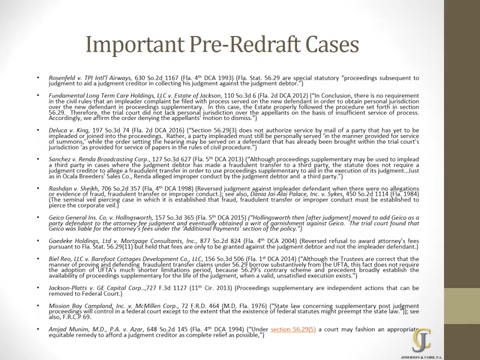 Important Pre-Redraft Cases
• Rosenfeld v. TPI Int'l Airways, 630 So.2d 1167 (Fla. 4th DCA 1993) (Fla. Stat. 56.29 are special statutory "proceedings subsequent to
judgment to aid a judgment creditor in collecting his judgment against the judgment debtor.")
• Fundamental Long Term Care Holdings, LLC v. Estate of Jackson, 110 So.3d 6 (Fla. 2d DCA 2012) ("In Conclusion, there is no requirement
in the civil rules that an impleader complaint be filed with process served on the new defendant in order to obtain personal jurisdiction
over the new defendant in proceedings supplementary. In this case, the Estate properly followed the procedure set forth in section
56.29. Therefore, the trial court did not lack personal jurisdiction over the appellants on the basis of insufficient service of process.
Accordingly, we affirm the order denying the appellants' motion to dismiss.")
• Deluca v. King, 197 So.3d 74 (Fla. 2d DCA 2016) ("Section 56.29(3) does not authorize service by mail of a party that has yet to be
impleaded or joined into the proceedings. Rather, a party impleaded must still be personally served 'in the manner provided for service
of summons,' while the order setting the hearing may be served on a defendant that has already been brought within the trial court's
jurisdiction 'as provided for service of papers in the rules of civil procedure.")
• Sanchez v. Renda Broadcasting Corp., 127 So.3d 627 (Fla. 5th DCA 2013) ("Although proceedings supplementary may be used to implead
a third party in cases where the judgment debtor has made a fraudulent transfer to a third party, the statute does not require a
judgment creditor to allege a fraudulent transfer in order to use proceedings supplementary to aid in the execution of its judgment...Just
as in Ocala Breeders' Sales Co., Renda alleged improper conduct by the judgment debtor and a third party.")
• Rashdan v. Sheikh, 706 So.2d 357 (Fla. 4th DCA 1998) (Reversed judgment against impleader defendant when there were no allegations
or evidence of fraud, fraudulent transfer or improper conduct.); see also, Dania Jai-Alai Palace, Inc. v. Sykes, 450 So.2d 1114 (Fla. 1984)
(The seminal veil piercing case in which it is established that fraud, fraudulent transfer or improper conduct must be established to
pierce the corporate veil.)
• Geico General Ins. Co. v. Hollingsworth, 157 So.3d 365 (Fla. 5th DCA 2015) ("Hollingsworth then [after judgment] moved to add Geico as a
party defendant to the attorney fee judgment and eventually obtained a writ of garnishment against Geico. The trial court found that
Geico was liable for the attorney's fees under the "Additional Payments" section of the policy.")
• Gaedeke Holdings, Ltd v. Mortgage Consultants, Inc., 877 So.2d 824 (Fla. 4th DCA 2004) (Reversed refusal to award attorney's fees
pursuant to Fla. Stat. 56.29(11) but held that fees are only to be granted against the judgment debtor and not the impleader defendant.)
• Biel Reo, LLC v. Barefoot Cottages Development Co., LLC, 156 So.3d 506 (Fla. 1st DCA 2014) ("Although the Trustees are correct that the
manner of proving and defending fraudulent transfer claims under 56.29 borrow substantively from the UFTA, this fact does not require
the adoption of UFTA's much shorter limitations period, because 56.29's contrary scheme and precedent broadly establish the
availability of proceedings supplementary for the life of the judgment, when a valid, unsatisfied execution exists.")
• Jackson-Platts v. GE Capital Corp.,727 F.3d 1127 (11th Cir. 2013) (Proceedings supplementary are independent actions that can be
removed to Federal Court.)
• Mission Bay Campland, Inc. v. McMillen Corp., 72 F.R.D. 464 (M.D. Fla. 1976) ("State law concerning supplementary post judgment
proceedings will control in a federal court except to the extent that the existence of federal statutes might preempt the state law."); see
also, F.R.C.P 69.
• Amjad Munim, M.D., P.A. v. Azar, 648 So.2d 145 (Fla. 4th DCA 1994) ("Under section 56.29(5) a court may fashion an appropriate
equitable remedy to afford a judgment creditor as complete relief as possible,")